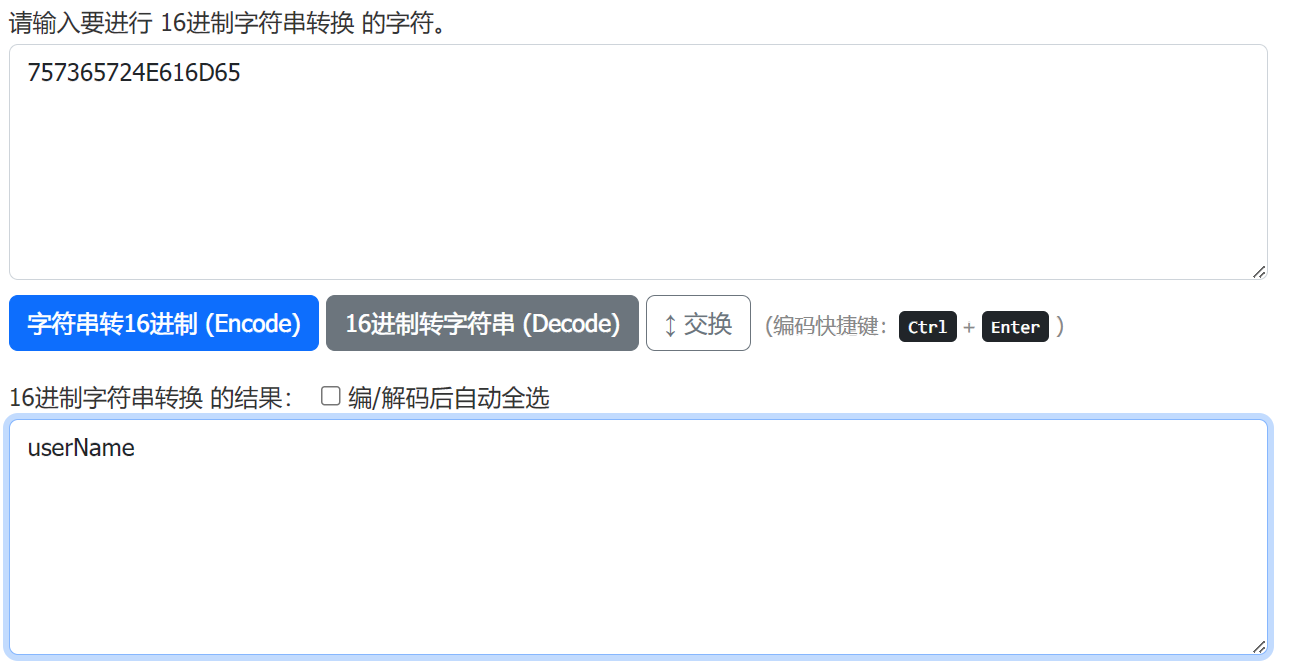 请输入要进行 16进制字符串转换 的字符。
757365724E616D65
字符串转16进制 (Encode) 16进制转字符串 (Decode) ↕ 交换 (编码快捷键： Ctrl + Enter )
16进制字符串转换 的结果： 编/解码后自动全选
userName